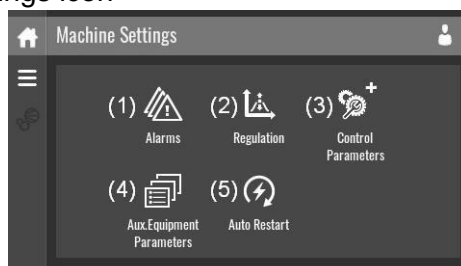 Machine Settings
(1) (2) (3)
Alarms Regulation Control
Parameters
(4) (5)
Aux.Equipment Auto Restart
Parameters